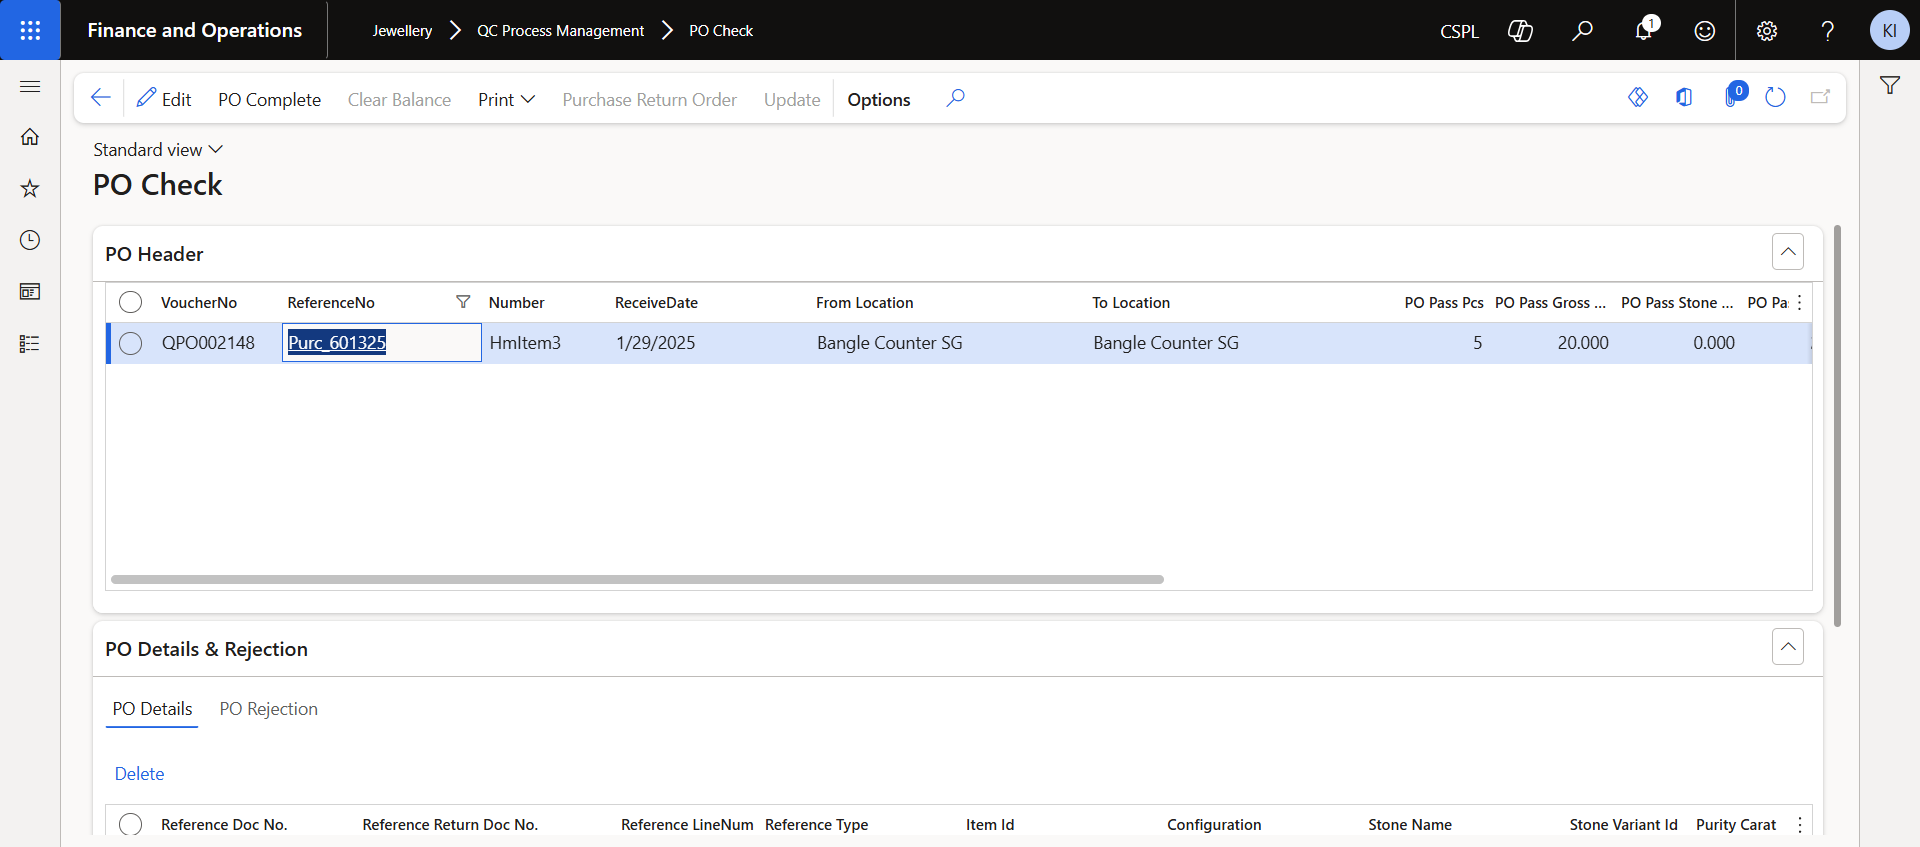 Finance and Operations
Jewellery > QC Process Management > PO Check
CSPL
1
?
KI
Edit
PO Complete
Clear Balance
Print
Purchase Return Order
Update
Options
0
Standard view
PO Check
PO Header
VoucherNo ReferenceNo Number ReceiveDate From Location To Location PO Pass Pcs PO Pass Gross ... PO Pass Stone ... PO Pa
QPO002148 Purc_601325 HmItem3 1/29/2025 Bangle Counter SG Bangle Counter SG 5 20.000 0.000
PO Details & Rejection
PO Details PO Rejection
Delete
Reference Doc No. Reference Return Doc No. Reference LineNum Reference Type Item Id Configuration Stone Name Stone Variant Id Purity Carat